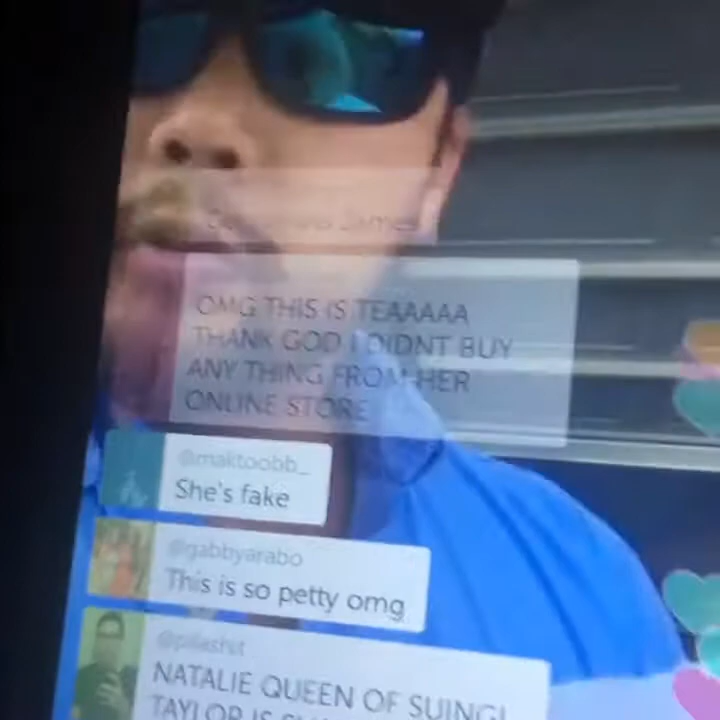 James
OMG THIS IS TEAAAAA
THANK GOD I DIDNT BUY
ANY THING FROM HER
ONLINE STORE
@maktoobb_
She's fake
@gabbyarabo
This is so petty omg
NATALIE QUEEN OF SUING!
TAYLOR IS